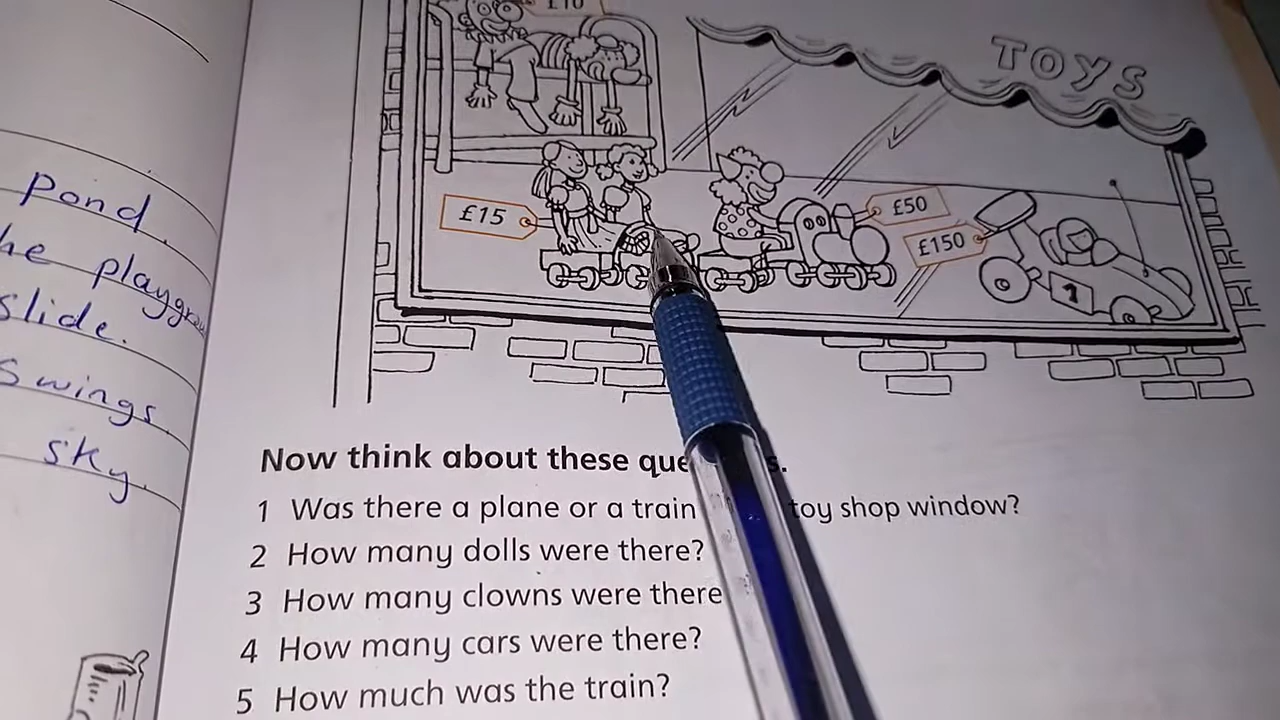 £10
TOYS
£15
£50
£150
1
pond.
he playgrou
slide.
swings.
sky.
Now think about these que s.
1 Was there a plane or a train toy shop window?
2 How many dolls were there?
3 How many clowns were there
4 How many cars were there?
5 How much was the train?